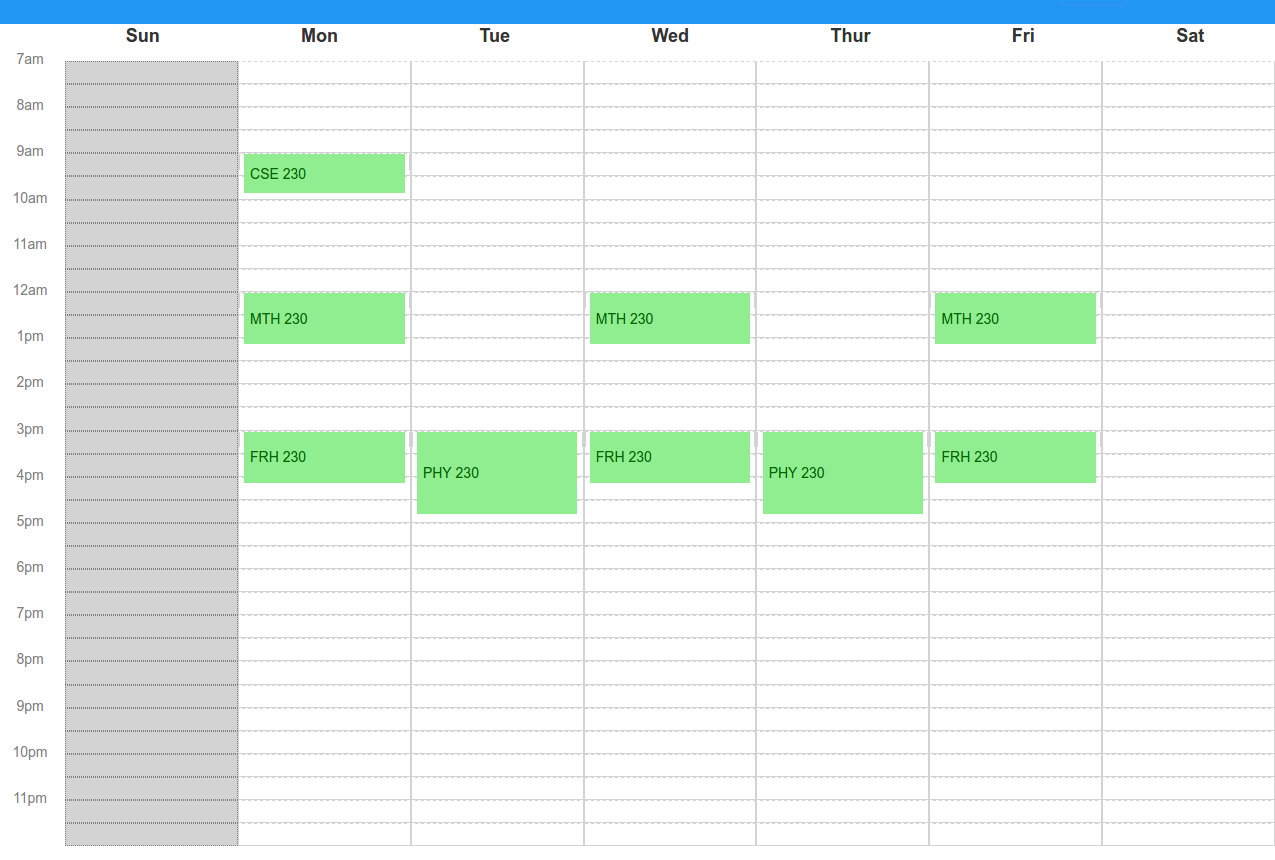 Sun Mon Tue Wed Thur Fri Sat
7am
8am
9am
CSE 230
10am
11am
12am
MTH 230 MTH 230 MTH 230
1pm
2pm
3pm
FRH 230 FRH 230 FRH 230
PHY 230 PHY 230
4pm
5pm
6pm
7pm
8pm
9pm
10pm
11pm